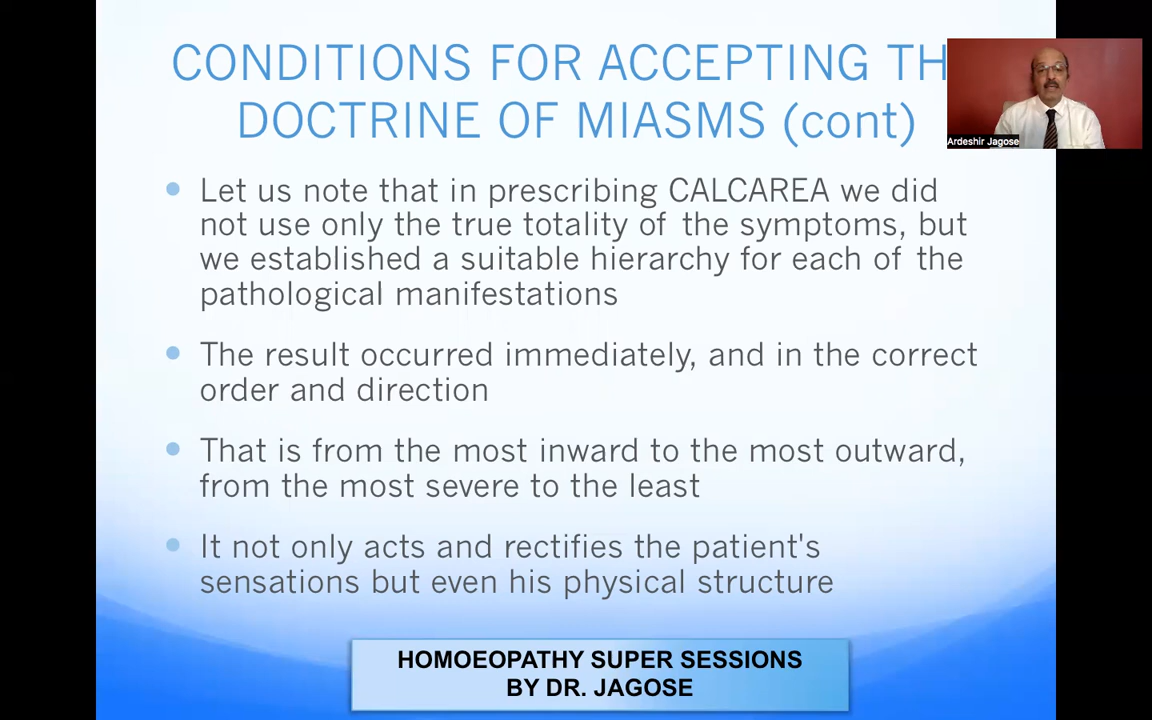 CONDITIONS FOR ACCEPTING TH
DOCTRINE OF MIASMS (cont)
Ardeshir Jagose
Let us note that in prescribing CALCAREA we did
not use only the true totality of the symptoms, but
we established a suitable hierarchy for each of the
pathological manifestations
The result occurred immediately, and in the correct
order and direction
That is from the most inward to the most outward,
from the most severe to the least
It not only acts and rectifies the patient's
sensations but even his physical structure
HOMOEOPATHY SUPER SESSIONS
BY DR. JAGOSE